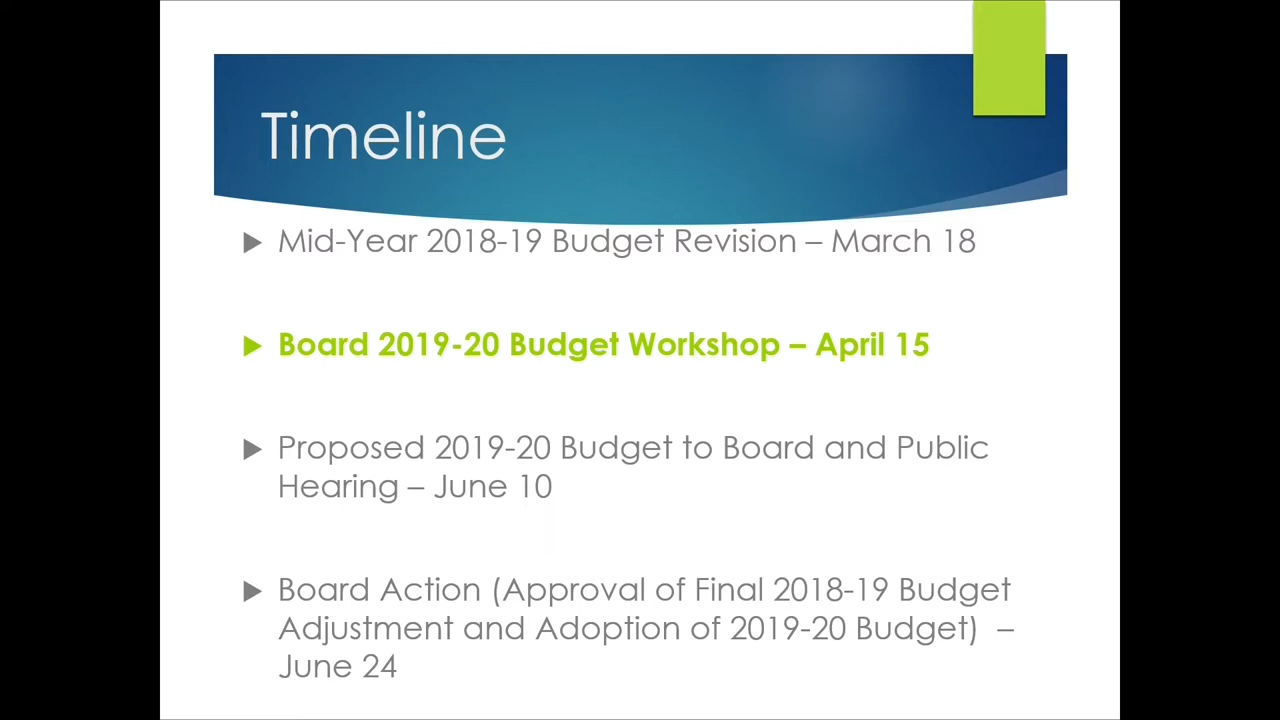 Timeline
Mid-Year 2018-19 Budget Revision – March 18
Board 2019-20 Budget Workshop – April 15
Proposed 2019-20 Budget to Board and Public
Hearing – June 10
Board Action (Approval of Final 2018-19 Budget
Adjustment and Adoption of 2019-20 Budget)  –
June 24